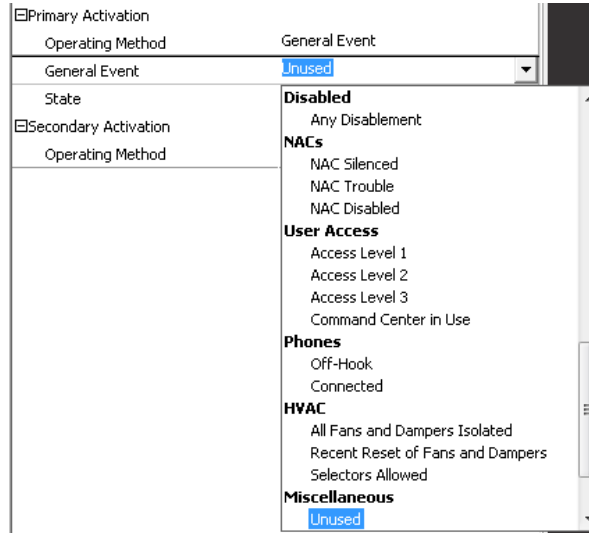 Primary Activation
Operating Method General Event
General Event Unused
State
Secondary Activation
Operating Method
Disabled
Any Disablement
NACs
NAC Silenced
NAC Trouble
NAC Disabled
User Access
Access Level 1
Access Level 2
Access Level 3
Command Center in Use
Phones
Off-Hook
Connected
HVAC
All Fans and Dampers Isolated
Recent Reset of Fans and Dampers
Selectors Allowed
Miscellaneous
Unused